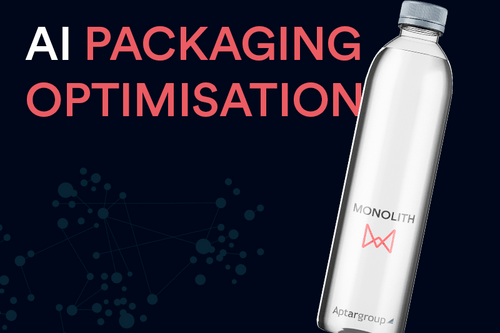 AI PACKAGING
OPTIMISATION
MONOLITH
Aptargroup